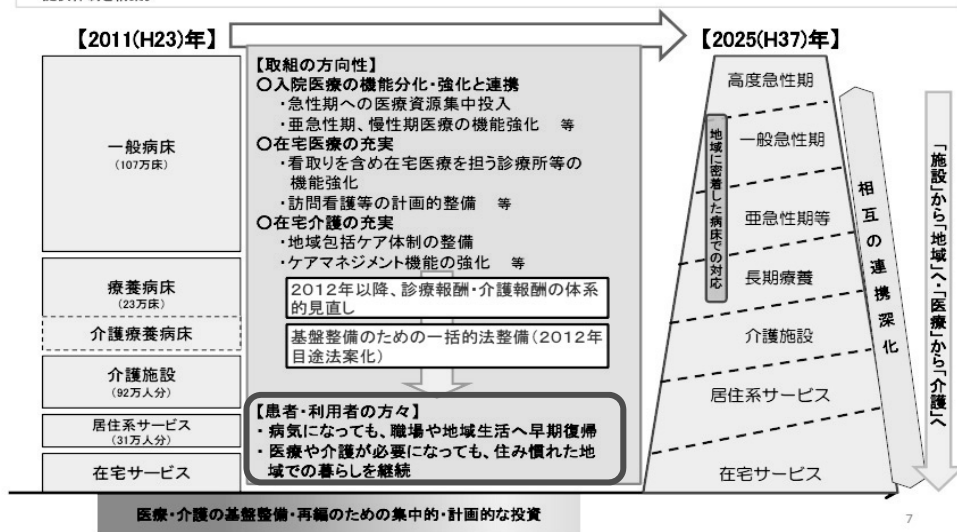 【2011(H23)年】
【2025(H37)年】
一般病床
(107万床)
療養病床
(23万床)
介護療養病床
介護施設
(92万人分)
居住系サービス
(31万人分)
在宅サービス
【取組の方向性】
○入院医療の機能分化・強化と連携
・急性期への医療資源集中投入
・亜急性期、慢性期医療の機能強化　等
○在宅医療の充実
・看取りを含め在宅医療を担う診療所等の
機能強化
・訪問看護等の計画的整備　等
○在宅介護の充実
・地域包括ケア体制の整備
・ケアマネジメント機能の強化　等
2012年以降、診療報酬・介護報酬の体系
的見直し
基盤整備のための一括的法整備(2012年
目途法案化)
【患者・利用者の方々】
・病気になっても、職場や地域生活へ早期復帰
・医療や介護が必要になっても、住み慣れた地
域での暮らしを継続
高度急性期
一般急性期
亜急性期等
長期療養
介護施設
居住系サービス
在宅サービス
地域に密着した病床での対応
相互の連携深化
「施設」から「地域」へ・「医療」から「介護」へ
医療・介護の基盤整備・再編のための集中的・計画的な投資
7